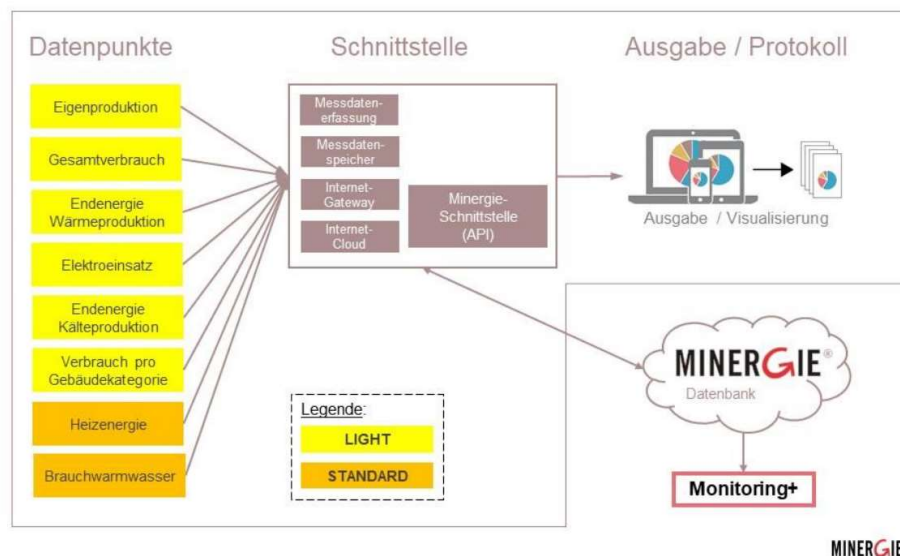 Datenpunkte
Schnittstelle
Ausgabe / Protokoll
Eigenproduktion
Gesamtverbrauch
Endenergie
Wärmeproduktion
Elektroeinsatz
Endenergie
Kälteproduktion
Verbrauch pro
Gebäudekategorie
Heizenergie
Brauchwarmwasser
Messdaten-
erfassung
Messdaten-
speicher
Internet-
Gateway
Internet-
Cloud
Minergie-
Schnittstelle
(API)
Ausgabe / Visualisierung
Legende:
LIGHT
STANDARD
MINERGIE®
Datenbank
Monitoring+
MINERGIE